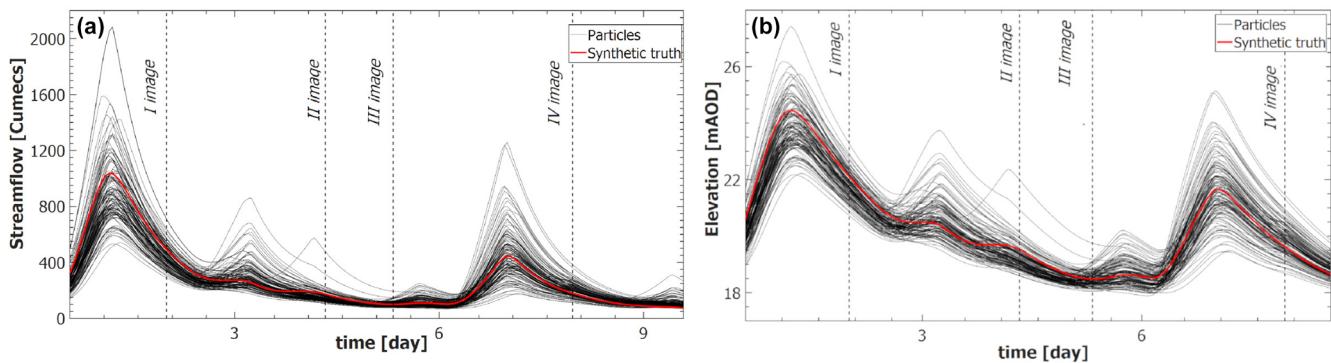 (a)
Particles
Synthetic truth
I image
II image
III image
IV image
Streamflow [Cumecs]
2000
1600
1200
800
400
0
3
6
9
time [day]
(b)
Particles
Synthetic truth
I image
II image
III image
IV image
Elevation [mAOD]
26
22
18
3
6
time [day]